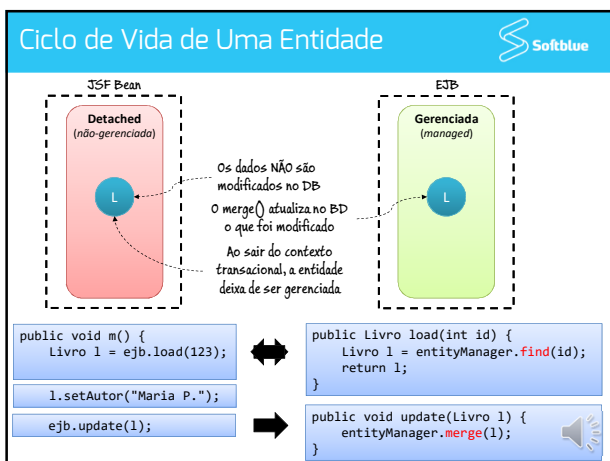 Ciclo de Vida de Uma Entidade
Softblue
JSF Bean
EJB
Detached
(não-gerenciada)
L
Gerenciada
(managed)
L
Os dados NÃO são
modificados no DB
O merge() atualiza no BD
o que foi modificado
Ao sair do contexto
transacional, a entidade
deixa de ser gerenciada
public void m() {
Livro l = ejb.load(123);
l.setAutor("Maria P.");
ejb.update(l);
public Livro load(int id) {
Livro l = entityManager.find(id);
return l;
}
public void update(Livro l) {
entityManager.merge(l);
}